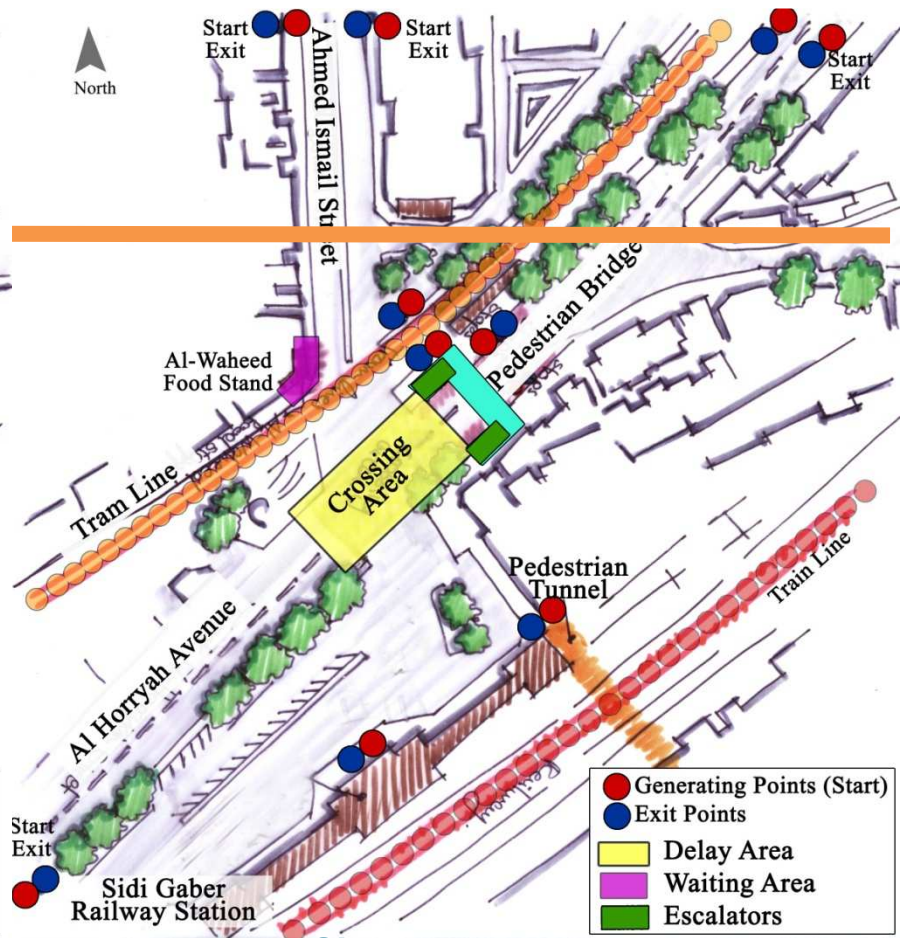 Start
Exit
Start
Exit
Start
Exit
North
Ahmed Ismail Street
Pedestrian Bridge
Al-Waheed
Food Stand
Tram Line
Crossing
Area
Pedestrian
Tunnel
Train Line
Al Horryah Avenue
Start
Exit
Sidi Gaber
Railway Station
Generating Points (Start)
Exit Points
Delay Area
Waiting Area
Escalators